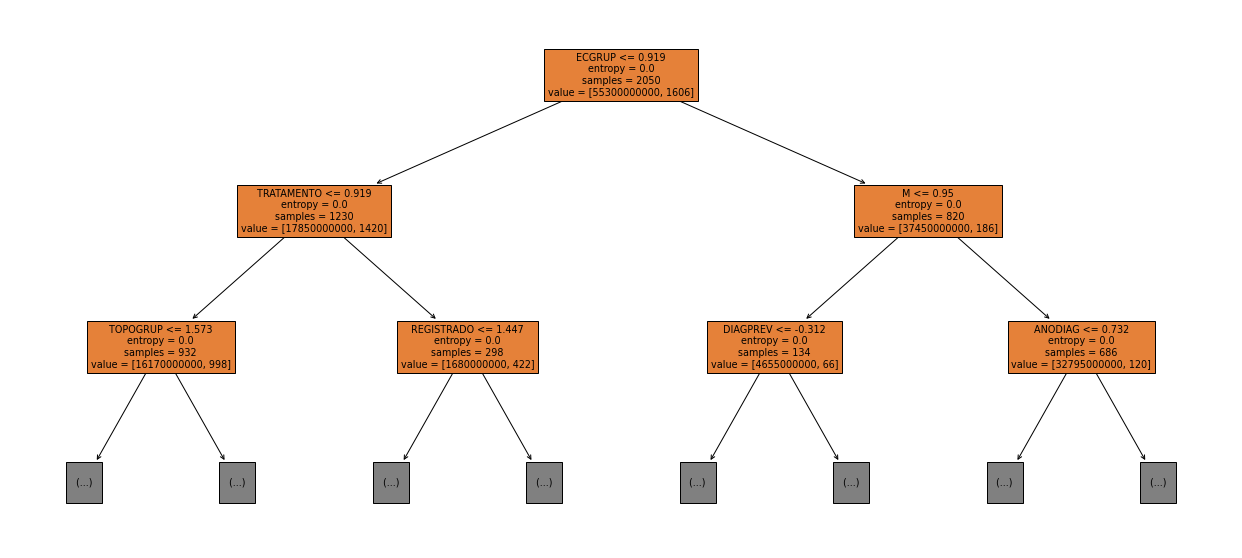 ECGRUP <= 0.919
entropy = 0.0
samples = 2050
value = [55300000000, 1606]
TRATAMENTO <= 0.919
entropy = 0.0
samples = 1230
value = [17850000000, 1420]
M <= 0.95
entropy = 0.0
samples = 820
value = [37450000000, 186]
TOPOGRUP <= 1.573
entropy = 0.0
samples = 932
value = [16170000000, 998]
REGISTRADO <= 1.447
entropy = 0.0
samples = 298
value = [1680000000, 422]
DIAGPREV <= -0.312
entropy = 0.0
samples = 134
value = [4655000000, 66]
ANODIAG <= 0.732
entropy = 0.0
samples = 686
value = [32795000000, 120]
(...)
(...)
(...)
(...)
(...)
(...)
(...)
(...)